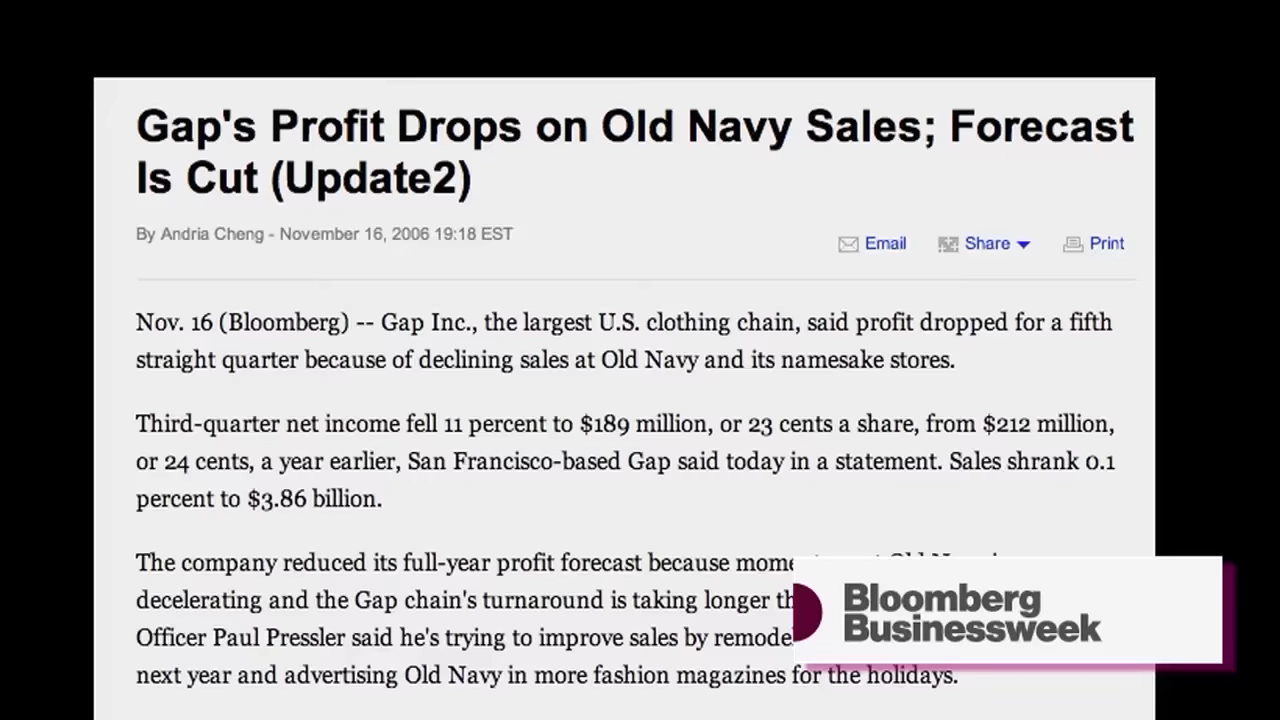 Gap's Profit Drops on Old Navy Sales; Forecast
Is Cut (Update2)
By Andria Cheng - November 16, 2006 19:18 EST
Email Share Print
Nov. 16 (Bloomberg) -- Gap Inc., the largest U.S. clothing chain, said profit dropped for a fifth
straight quarter because of declining sales at Old Navy and its namesake stores.
Third-quarter net income fell 11 percent to $189 million, or 23 cents a share, from $212 million,
or 24 cents, a year earlier, San Francisco-based Gap said today in a statement. Sales shrank 0.1
percent to $3.86 billion.
The company reduced its full-year profit forecast because
decelerating and the Gap chain's turnaround is taking longer
Officer Paul Pressler said he's trying to improve sales by
next year and advertising Old Navy in more fashion magazines for the holidays.
Bloomberg
Businessweek